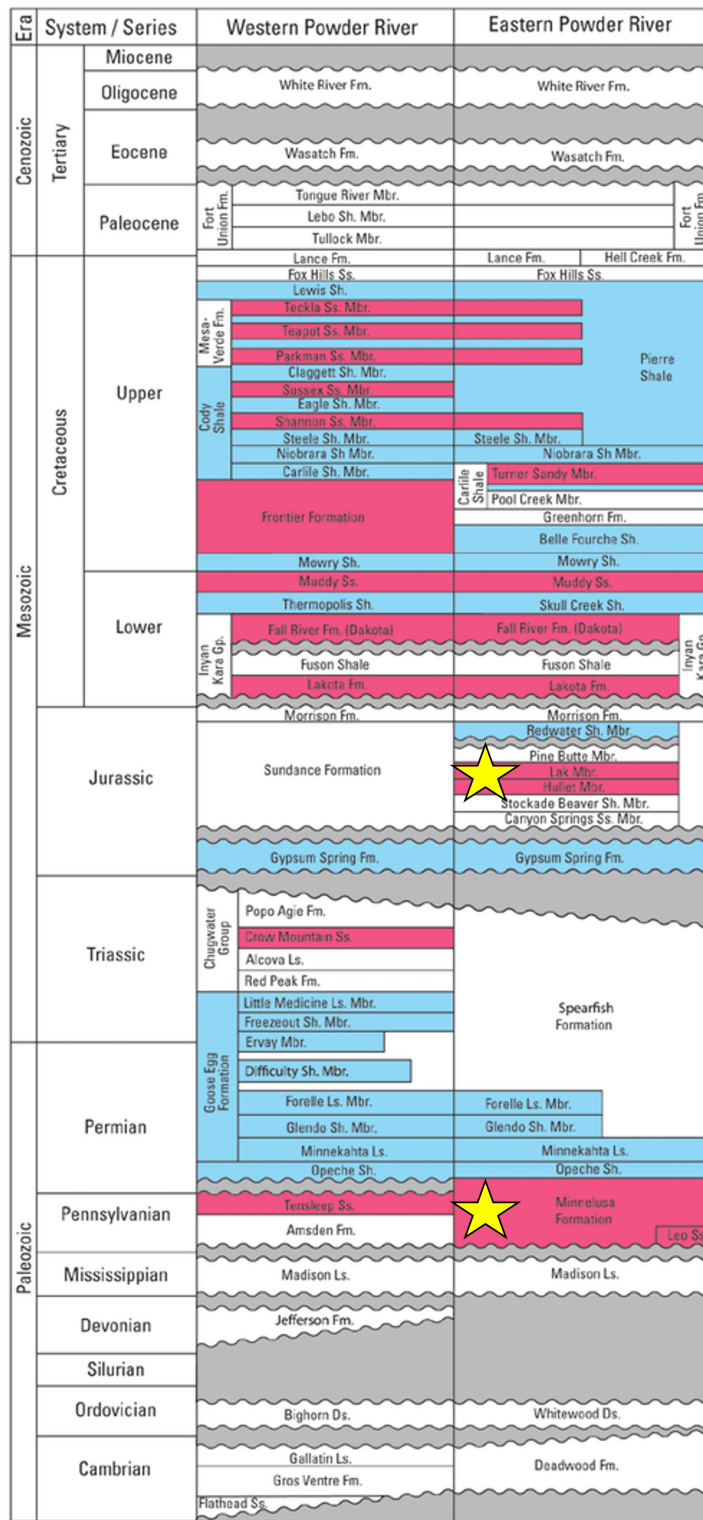 Era
System / Series
Western Powder River
Eastern Powder River
Cenozoic
Tertiary
Miocene
Oligocene
White River Fm.
White River Fm.
Eocene
Wasatch Fm.
Wasatch Fm.
Paleocene
Fort
Union Fm.
Tongue River Mbr.
Lebo Sh. Mbr.
Tullock Mbr.
Fort
Union Fm.
Mesozoic
Cretaceous
Upper
Lance Fm.
Lance Fm.
Hell Creek Fm.
Fox Hills Ss.
Fox Hills Ss.
Lewis Sh.
Mesa-
Verde Fm.
Teckla Ss. Mbr.
Teapot Ss. Mbr.
Parkman Ss. Mbr.
Pierre
Shale
Cody
Shale
Claggett Sh. Mbr.
Sussex Ss. Mbr.
Eagle Sh. Mbr.
Shannon Ss. Mbr.
Steele Sh. Mbr.
Steele Sh. Mbr.
Niobrara Sh Mbr.
Niobrara Sh Mbr.
Carlile Sh. Mbr.
Carlile
Shale
Turner Sandy Mbr.
Pool Creek Mbr.
Frontier Formation
Greenhorn Fm.
Belle Fourche Sh.
Mowry Sh.
Mowry Sh.
Lower
Muddy Ss.
Muddy Ss.
Thermopolis Sh.
Skull Creek Sh.
Inyan
Kara Gp.
Fall River Fm. (Dakota)
Fall River Fm. (Dakota)
Inyan
Kara Gp.
Fuson Shale
Fuson Shale
Lakota Fm.
Lakota Fm.
Jurassic
Morrison Fm.
Morrison Fm.
Redwater Sh. Mbr.
Sundance Formation
Pine Butte Mbr.
Lak Mbr.
Hullet Mbr.
Stockade Beaver Sh. Mbr.
Canyon Springs Ss. Mbr.
Gypsum Spring Fm.
Gypsum Spring Fm.
Triassic
Chugwater
Group
Popo Agie Fm.
Crow Mountain Ss.
Alcova Ls.
Red Peak Fm.
Spearfish
Formation
Goose Egg
Formation
Little Medicine Ls. Mbr.
Freezeout Sh. Mbr.
Paleozoic
Permian
Ervay Mbr.
Difficulty Sh. Mbr.
Forelle Ls. Mbr.
Forelle Ls. Mbr.
Glendo Sh. Mbr.
Glendo Sh. Mbr.
Minnekahta Ls.
Minnekahta Ls.
Opeche Sh.
Opeche Sh.
Pennsylvanian
Tensleep Ss.
Minnelusa
Formation
Amsden Fm.
Leo Ss
Mississippian
Madison Ls.
Madison Ls.
Devonian
Jefferson Fm.
Silurian
Ordovician
Bighorn Ds.
Whitewood Ds.
Cambrian
Gallatin Ls.
Gros Ventre Fm.
Deadwood Fm.
Flathead Ss.